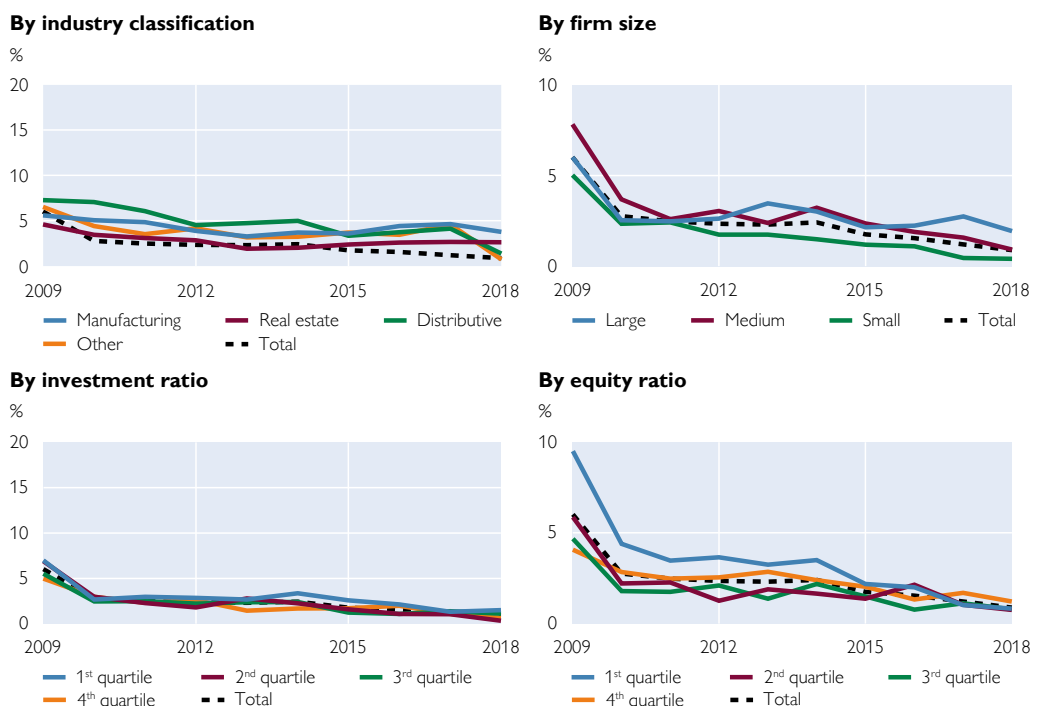 By industry classification
%
20
15
10
5
0
2009 2012 2015 2018
Manufacturing Real estate Distributive
Other Total
By firm size
%
10
5
0
2009 2012 2015 2018
Large Medium Small Total
By investment ratio
%
20
15
10
5
0
2009 2012 2015 2018
1st quartile 2nd quartile 3rd quartile
4th quartile Total
By equity ratio
%
10
5
0
2009 2012 2015 2018
1st quartile 2nd quartile 3rd quartile
4th quartile Total